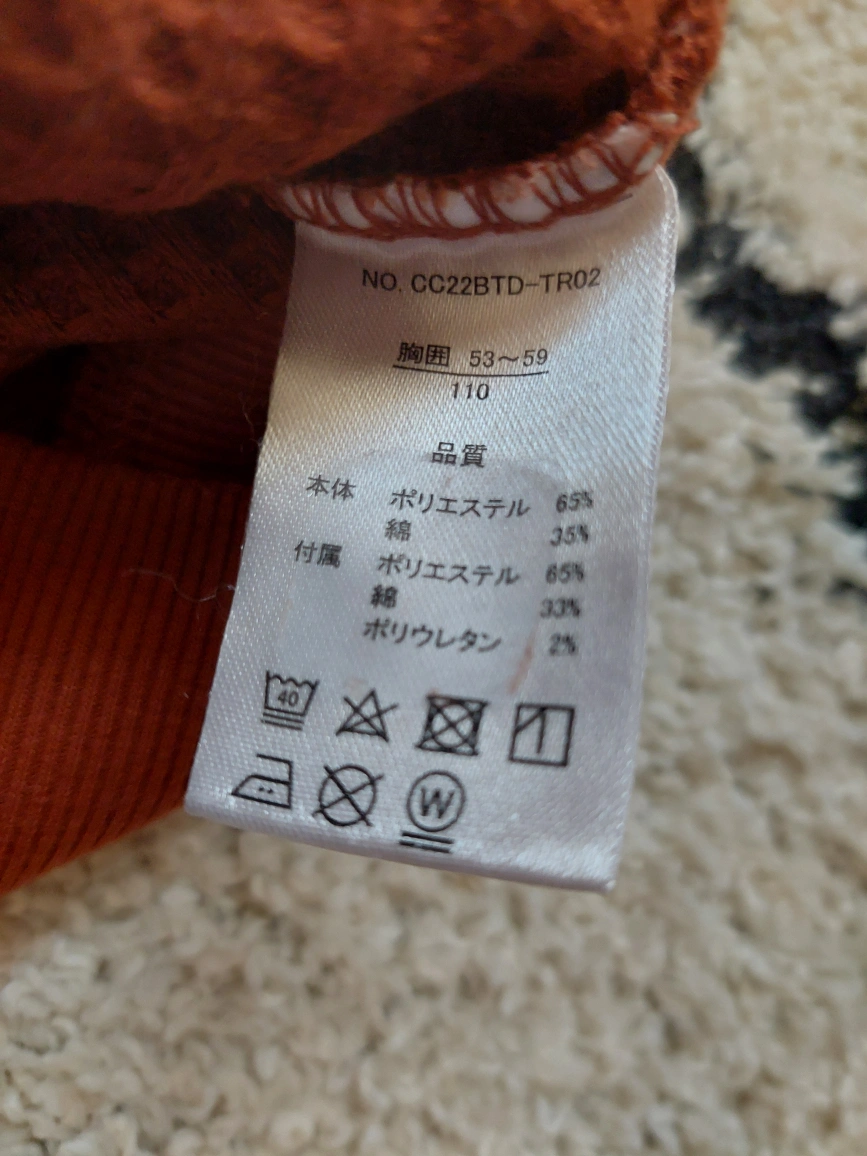 NO. CC22BTD-TR02
胸囲 53～59
110
品質
本体 ポリエステル 65%
綿 35%
付属 ポリエステル 65%
綿 33%
ポリウレタン 2%
40
W